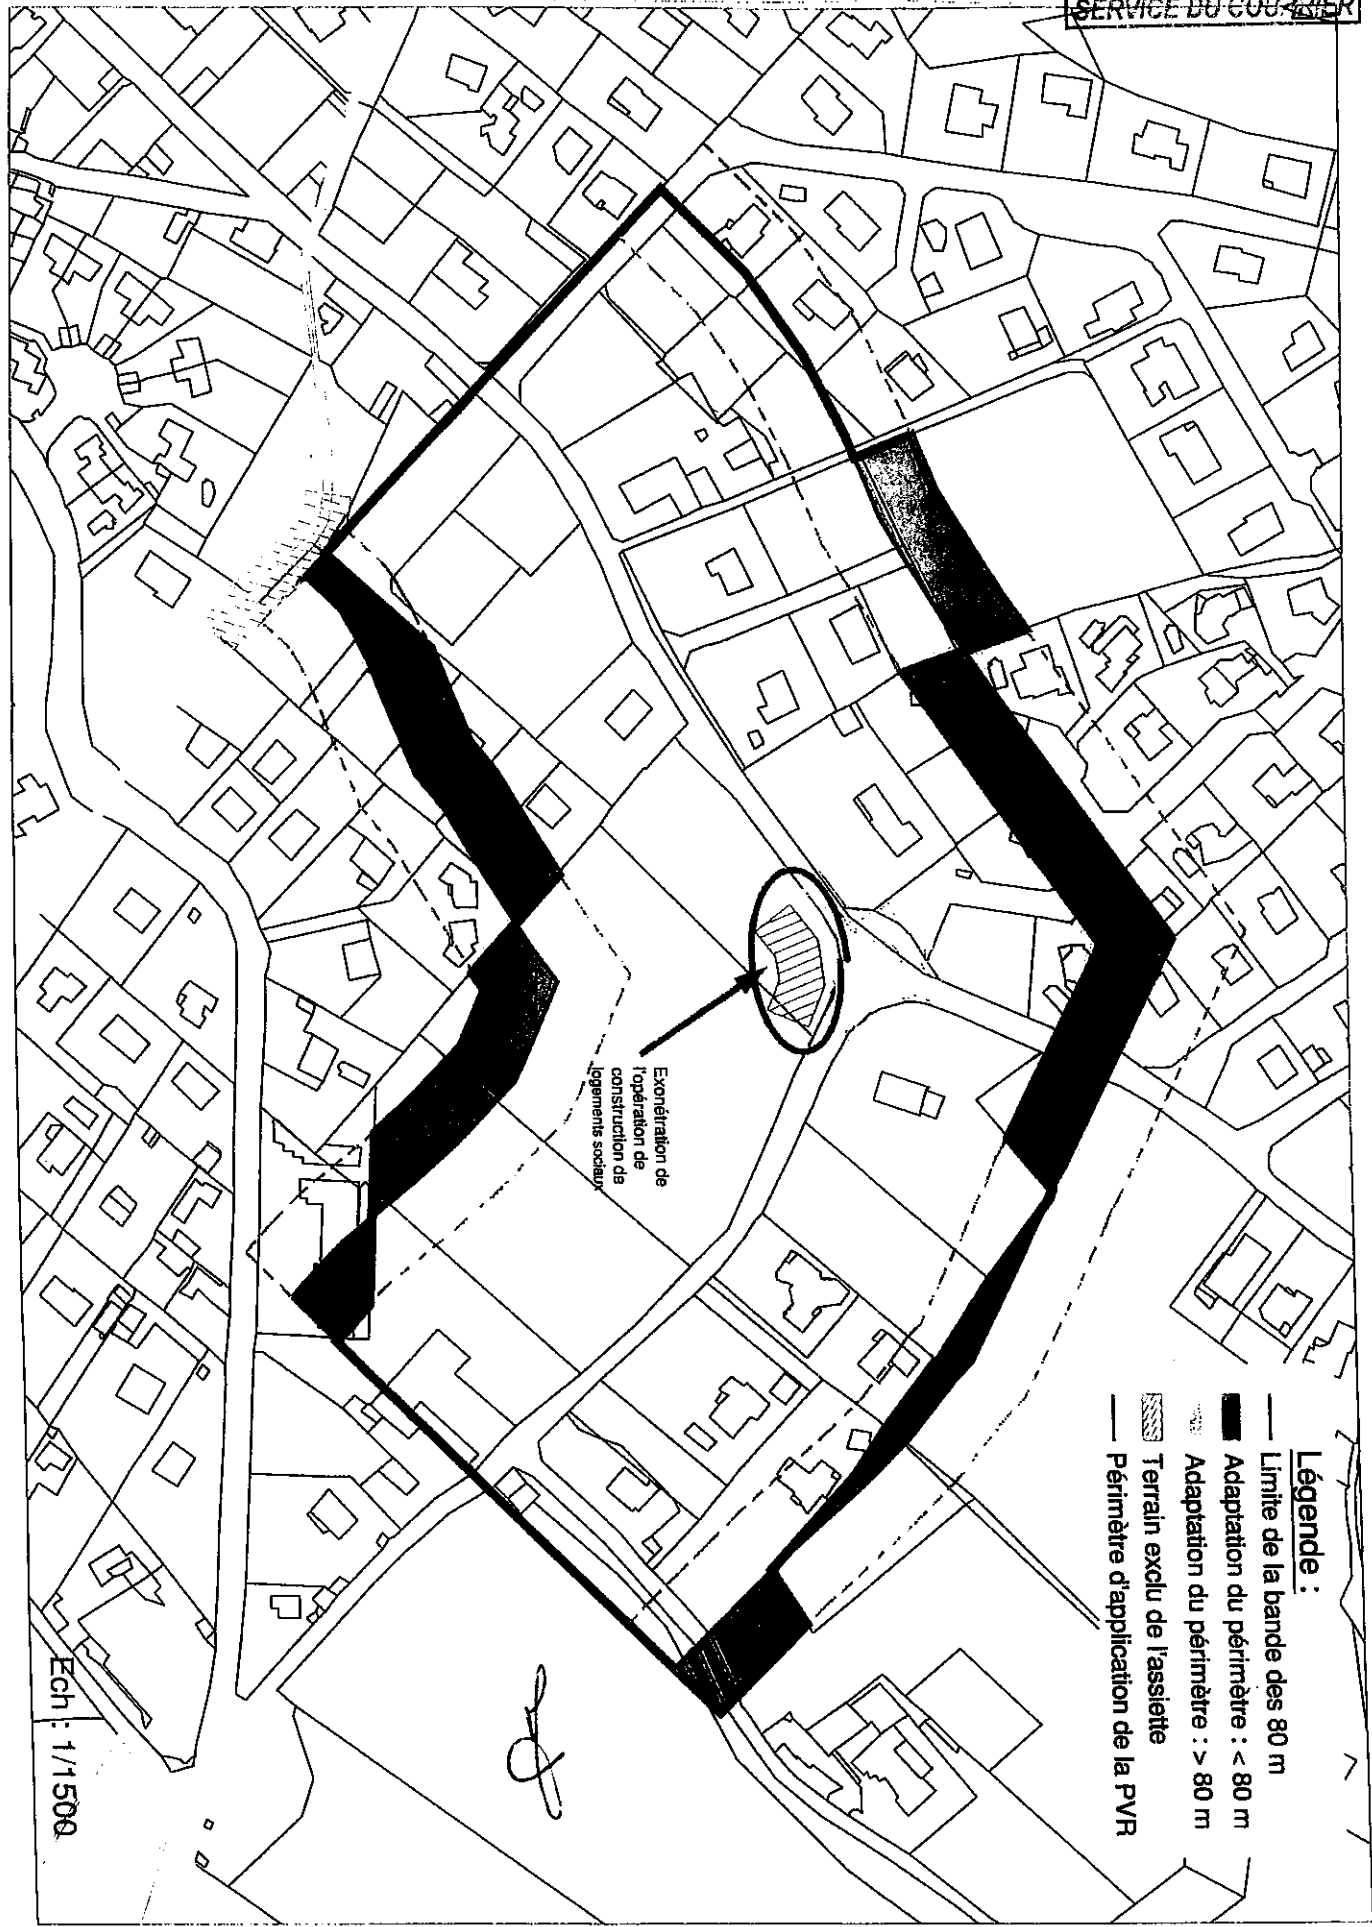 SERVICE DU COURRIER
Légende :
Limite de la bande des 80 m
Adaptation du périmètre : < 80 m
Adaptation du périmètre : > 80 m
Terrain exclu de l'assiette
Périmètre d'application de la PVR
Exonétration de
l'opération de
construction de
logements sociaux
Ech : 1/1500